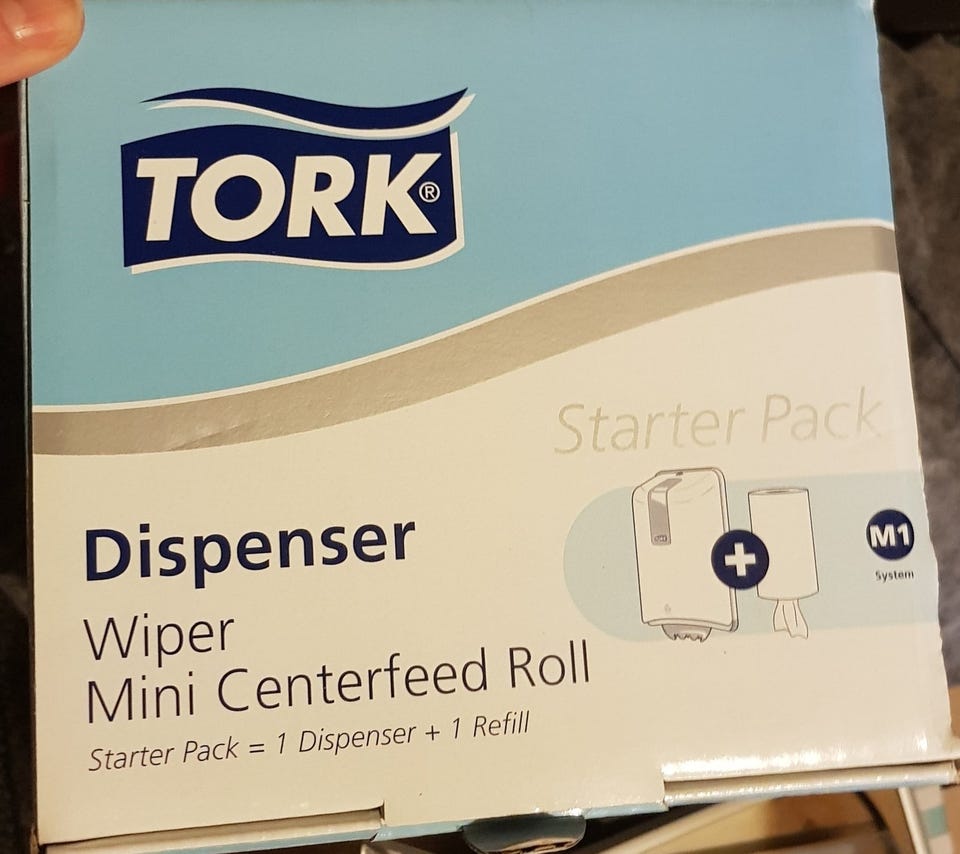 TORK®
Starter Pack
Dispenser
Wiper
Mini Centerfeed Roll
Starter Pack = 1 Dispenser + 1 Refill
+
M1
System